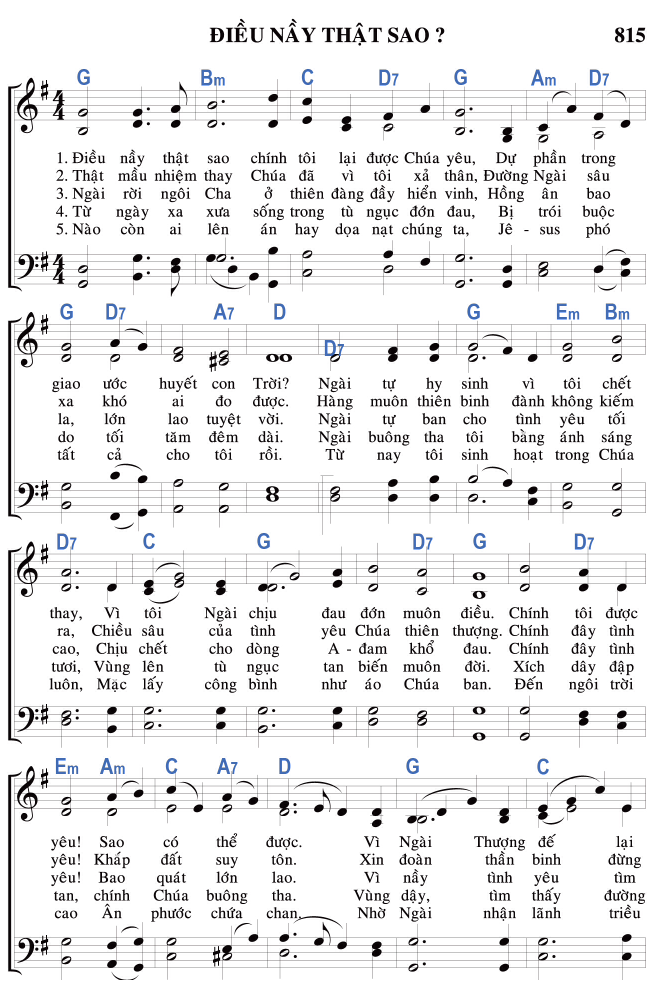 ĐIỀU NẦY THẬT SAO ? 815
G Bm C D7 G Am D7
1. Điều nầy thật sao chính tôi lại được Chúa yêu, Dự phần trong
2. Thật mầu nhiệm thay Chúa đã vì tôi xả thân, Đường Ngài sâu
3. Ngài rời ngôi Cha ở thiên đàng đầy hiển vinh, Hồng ân bao
4. Từ ngày xa xưa sống trong tù ngục đớn đau, Bị trói buộc
5. Nào còn ai lên án hay dọa nạt chúng ta, Jê - sus phó
G D7 A7 D D7 G Em Bm
giao ước huyết con Trời? Ngài tự hy sinh vì tôi chết
xa khó ai đo được. Hàng muôn thiên binh đành không kiếm
la, lớn lao tuyệt vời. Ngài tự ban cho tình yêu tối
do tối tăm đêm dài. Ngài buông tha tôi bằng ánh sáng
tất cả cho tôi rồi. Từ nay tôi sinh hoạt trong Chúa
D7 C G D7 G D7
thay, Vì tôi Ngài chịu đau đớn muôn điều. Chính tôi được
ra, Chiều sâu của tình yêu Chúa thiên thượng. Chính đây tình
cao, Chịu chết cho dòng A - đam khổ đau. Chính đây tình
tươi, Vùng lên tù ngục tan biến muôn đời. Xích dây đập
luôn, Mặc lấy công bình như áo Chúa ban. Đến ngôi trời
Em Am C A7 D G C
yêu! Sao có thể được. Vì Ngài Thượng đế lại
yêu! Khắp đất suy tôn. Xin đoàn thần binh đừng
yêu! Bao quát lớn lao. Vì nầy tình yêu tìm
tan, chính Chúa buông tha. Vùng dậy, tìm thấy đường
cao Ân phước chứa chan. Nhờ Ngài nhận lãnh triều